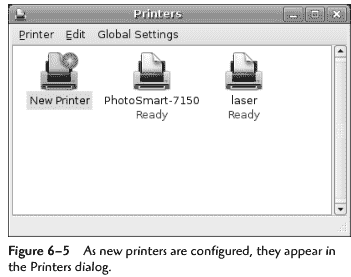 Printers
Printer Edit Global Settings
New Printer PhotoSmart-7150 laser
Ready Ready
Figure 6–5 As new printers are configured, they appear in
the Printers dialog.